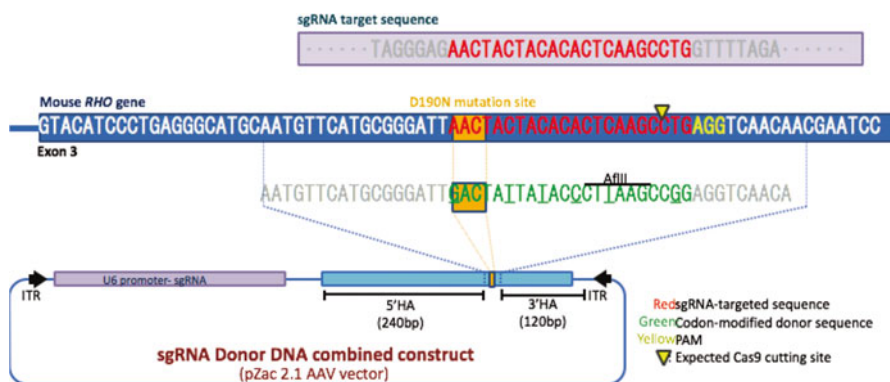 sgRNA target sequence
· · · · · · TAGGGAGAACTACTACACACTCAAGCCTGGTTTTAGA · · · · · ·
Mouse RHO gene
D190N mutation site
GTACATCCCTGAGGGCATGCAATGTTCATGCGGGATTAACTACTACACACTCAAGCCTGAGGTCAACAACGAATCC
Exon 3
AflII
AATGTTCATGCGGGATTGACTATTATACCCTTAAGCCGGAGGTCAACA
U6 promoter- sgRNA
ITR
5'HA
(240bp)
3'HA
(120bp)
ITR
sgRNA Donor DNA combined construct
(pZac 2.1 AAV vector)
Red sgRNA-targeted sequence
Green Codon-modified donor sequence
Yellow PAM
: Expected Cas9 cutting site